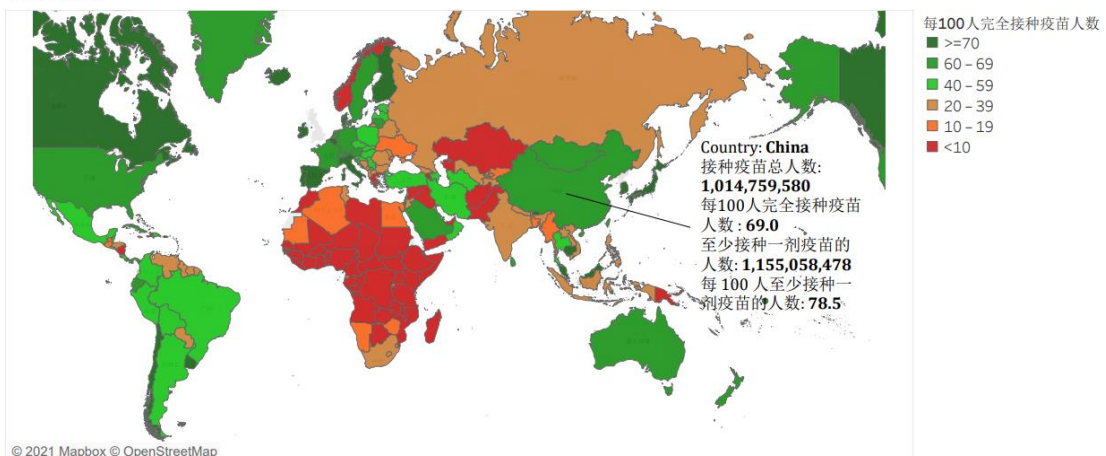 每100人完全接种疫苗人数
>=70
60 – 69
40 – 59
20 – 39
10 – 19
<10
Country: China
接种疫苗总人数:
1,014,759,580
每100人完全接种疫苗
人数 : 69.0
至少接种一剂疫苗的
人数: 1,155,058,478
每 100 人至少接种一
剂疫苗的人数: 78.5
© 2021 Mapbox © OpenStreetMap